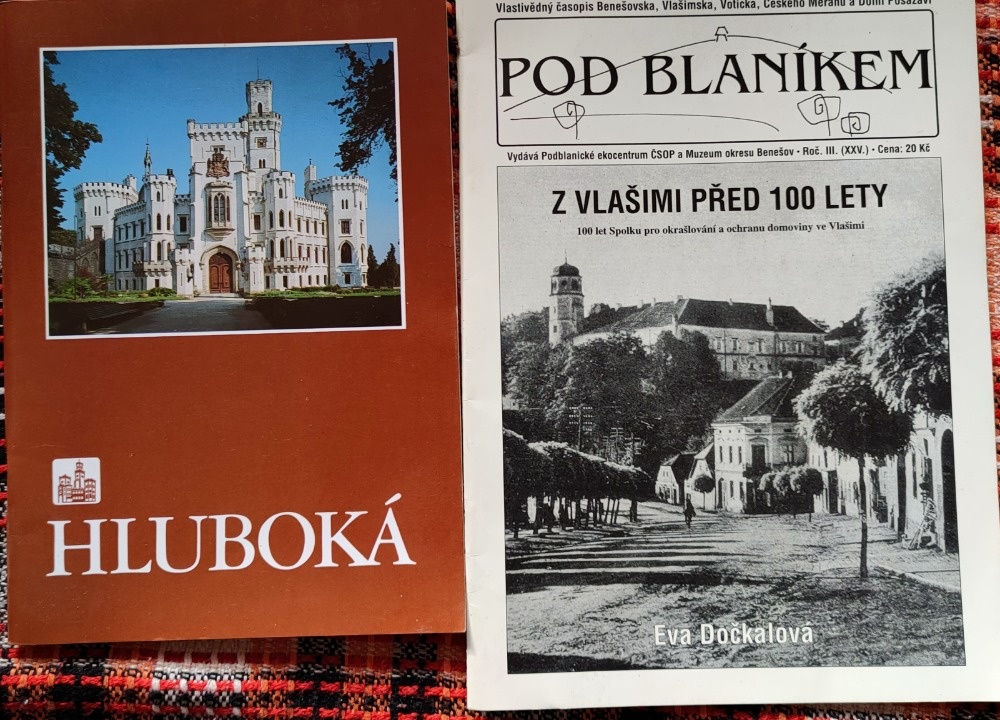 HLUBOKÁ
Vlastivědný časopis Benešovska, Vlašimska, Voticka, Českého Meránu a Dolní Posázaví
POD BLANÍKEM
Vydává Podblanické ekocentrum ČSOP a Muzeum okresu Benešov • Roč. III. (XXV.) • Cena: 20 Kč
Z VLAŠIMI PŘED 100 LETY
100 let Spolku pro okrašlování a ochranu domoviny ve Vlašimi
Eva Dočkalová